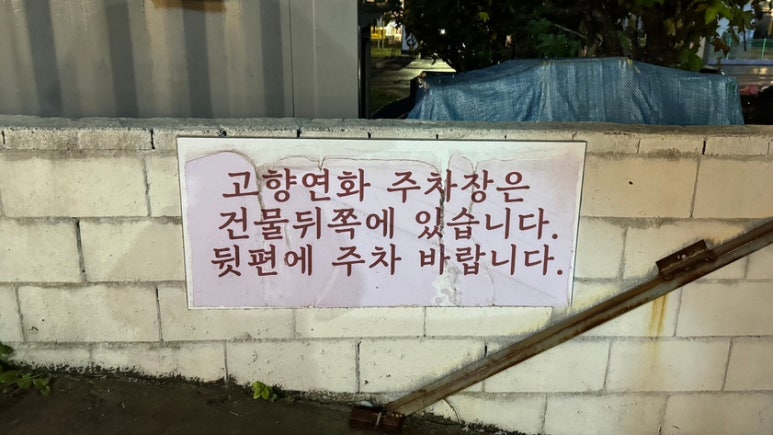 고향연화 주차장은
건물뒤쪽에 있습니다.
뒷편에 주차 바랍니다.